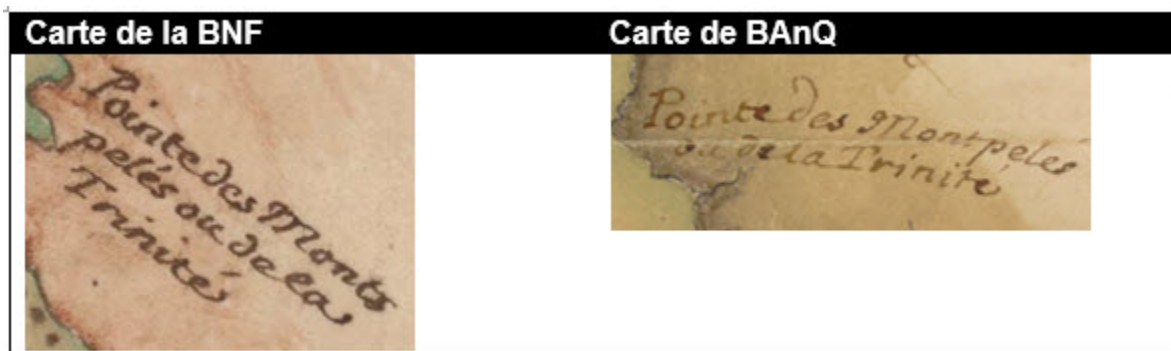 Carte de la BNF
Pointe des Monts
pelés ou de la
Trinité
Carte de BAnQ
Pointe des Montpelés
ou de la Trinité